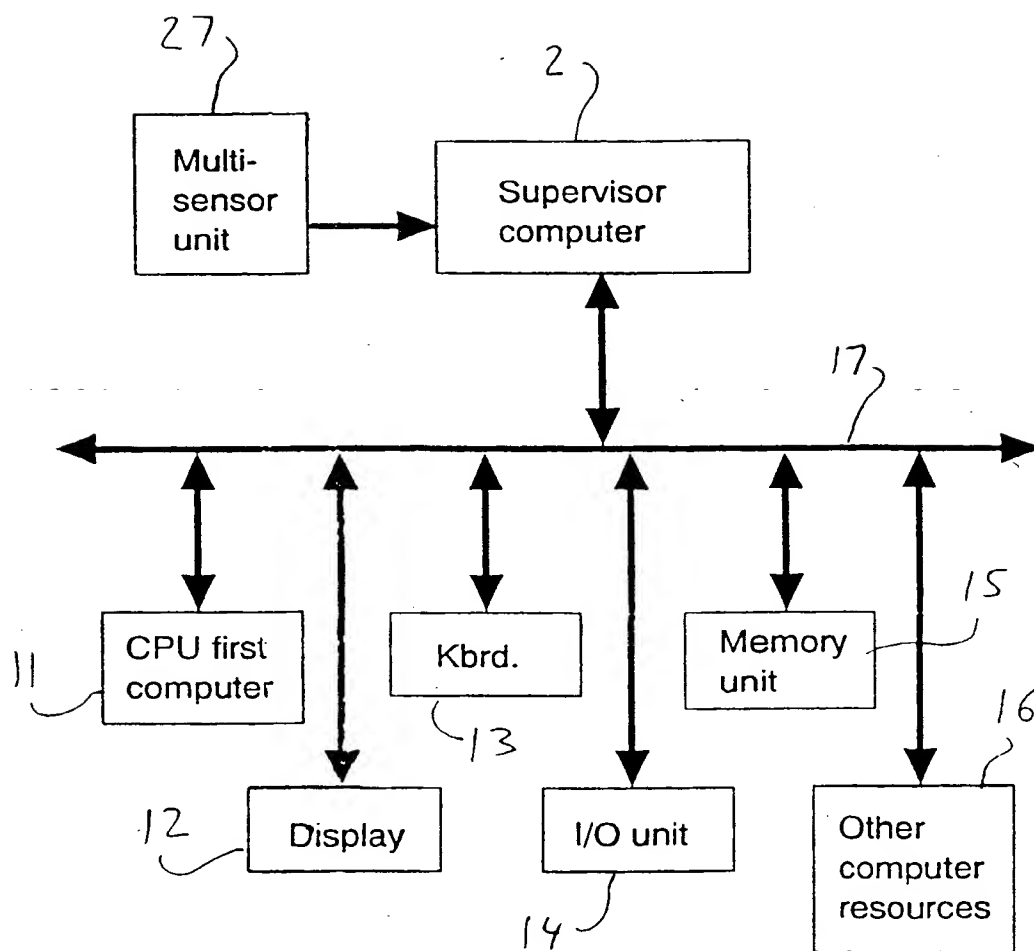 27
2
Multi-
sensor
unit
Supervisor
computer
17
CPU first
computer
11
Kbrd.
13
Memory
unit
15
16
Display
12
I/O unit
14
Other
computer
resources